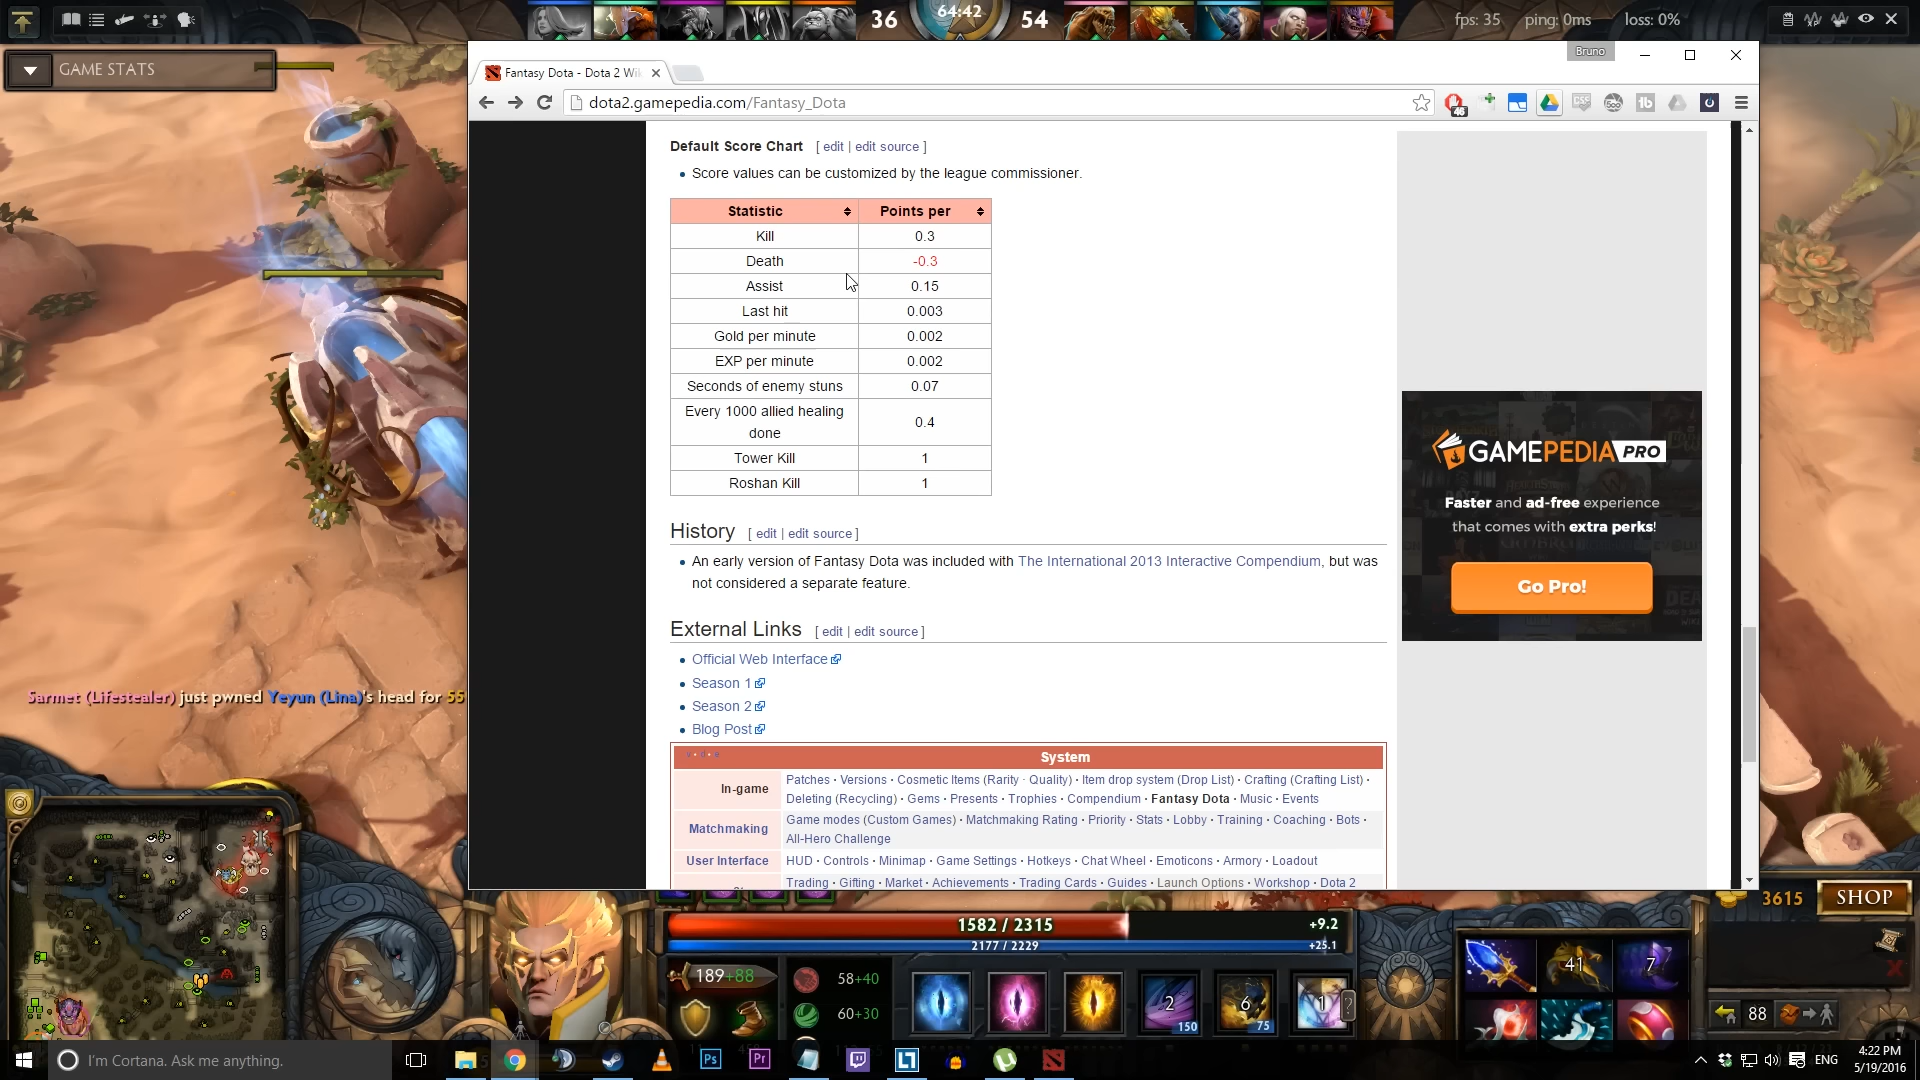 36 64:42 54
fps: 35 ping: 0ms loss: 0%
GAME STATS
Bruno
Fantasy Dota - Dota 2 Wi
dota2.gamepedia.com/Fantasy_Dota
46
Default Score Chart [ edit | edit source ]
Score values can be customized by the league commissioner.
Statistic Points per
Kill 0.3
Death -0.3
Assist 0.15
Last hit 0.003
Gold per minute 0.002
EXP per minute 0.002
Seconds of enemy stuns 0.07
Every 1000 allied healing
done 0.4
Tower Kill 1
Roshan Kill 1
GAMEPEDIA PRO
Faster and ad-free experience
that comes with extra perks!
Go Pro!
History [ edit | edit source ]
An early version of Fantasy Dota was included with The International 2013 Interactive Compendium, but was
not considered a separate feature.
External Links [ edit | edit source ]
Official Web Interface
Season 1
Season 2
Blog Post
Sarmet (Lifestealer) just pwned Yeyun (Lina)'s head for 55
v · d · e System
In-game Patches · Versions · Cosmetic Items (Rarity · Quality) · Item drop system (Drop List) · Crafting (Crafting List) ·
Deleting (Recycling) · Gems · Presents · Trophies · Compendium · Fantasy Dota · Music · Events
Matchmaking Game modes (Custom Games) · Matchmaking Rating · Priority · Stats · Lobby · Training · Coaching · Bots ·
All-Hero Challenge
User Interface HUD · Controls · Minimap · Game Settings · Hotkeys · Chat Wheel · Emoticons · Armory · Loadout
Trading · Gifting · Market · Achievements · Trading Cards · Guides · Launch Options · Workshop · Dota 2
3615 SHOP
1582 / 2315 +9.2
2177 / 2229 +25.1
189+88 58+40
60+30
2 150
6 75
1 ?
41 7
88
I'm Cortana. Ask me anything.
Ps Pr
ENG
4:22 PM
5/19/2016